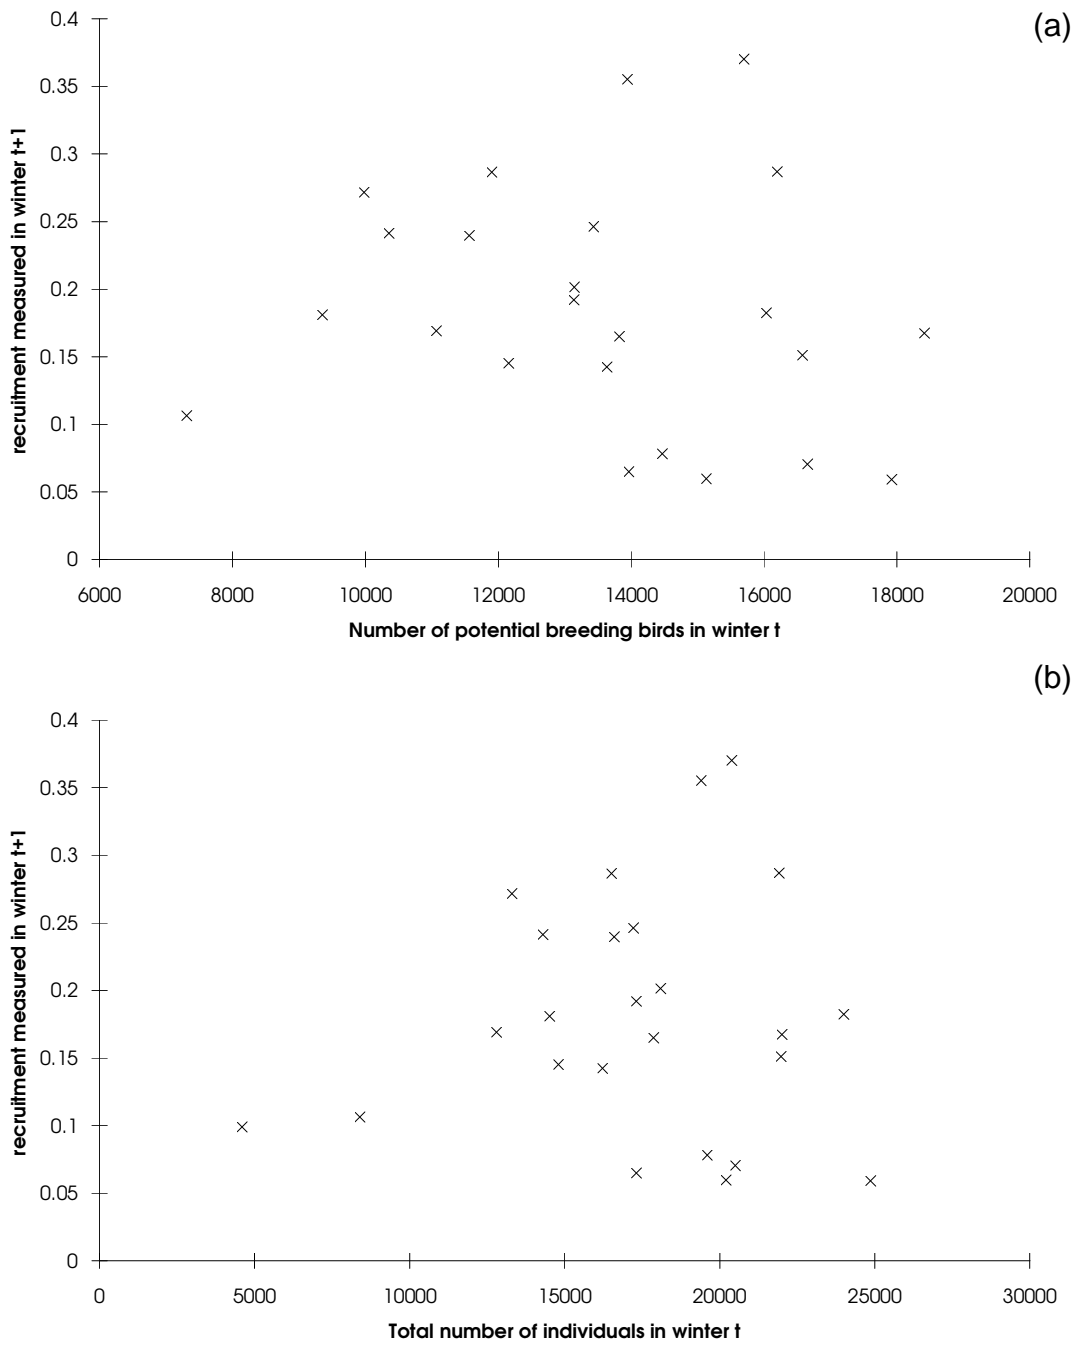 (a)
0.4
0.35
0.3
0.25
0.2
0.15
0.1
0.05
0
recruitment measured in winter t+1
6000 8000 10000 12000 14000 16000 18000 20000
Number of potential breeding birds in winter t
(b)
0.4
0.35
0.3
0.25
0.2
0.15
0.1
0.05
0
recruitment measured in winter t+1
0 5000 10000 15000 20000 25000 30000
Total number of individuals in winter t